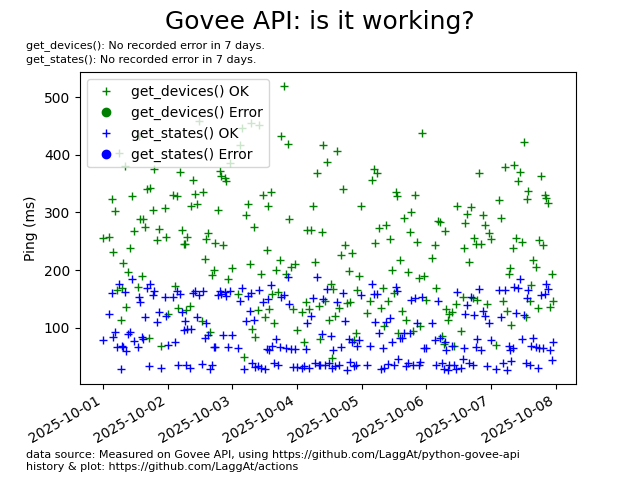 Govee API: is it working?
get_devices(): No recorded error in 7 days.
get_states(): No recorded error in 7 days.
get_devices() OK
get_devices() Error
get_states() OK
get_states() Error
Ping (ms)
500
400
300
200
100
2025-10-01
2025-10-02
2025-10-03
2025-10-04
2025-10-05
2025-10-06
2025-10-07
2025-10-08
data source: Measured on Govee API, using https://github.com/LaggAt/python-govee-api
history & plot: https://github.com/LaggAt/actions